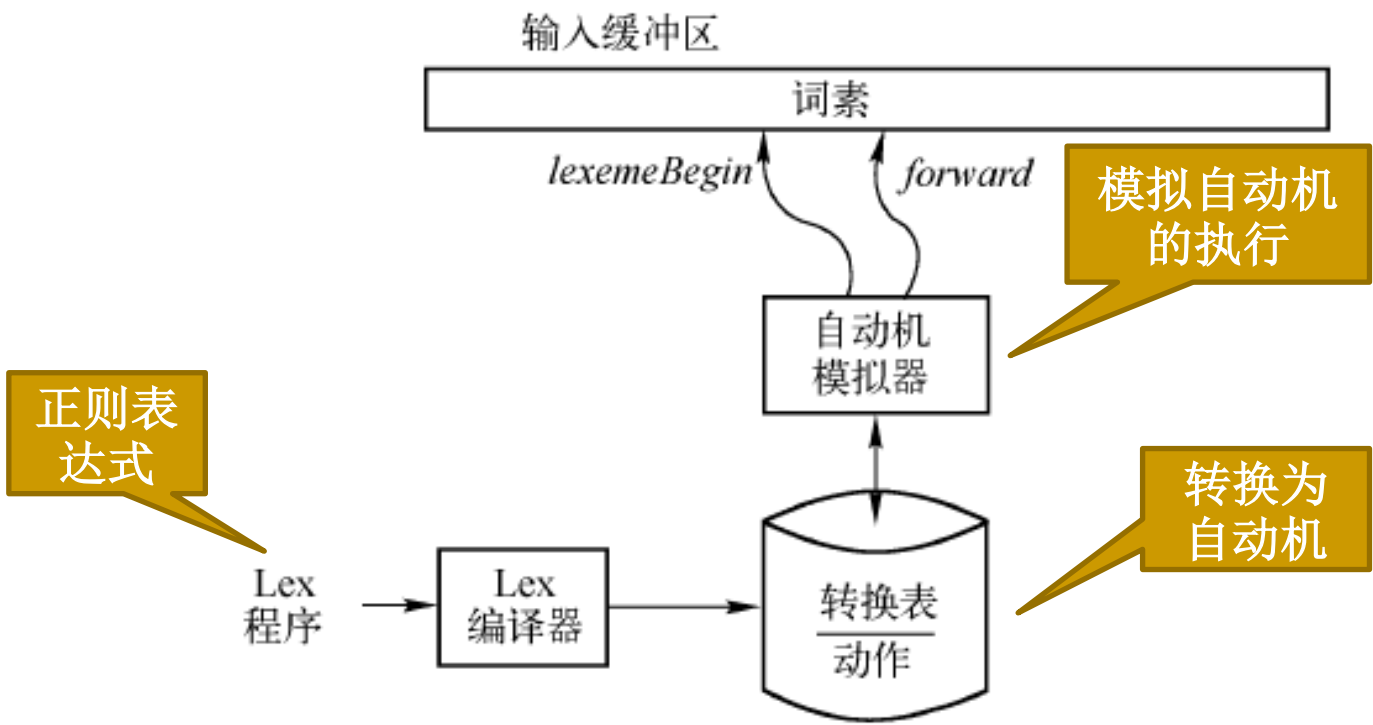 输入缓冲区
词素
lexemeBegin
forward
模拟自动机
的执行
自动机
模拟器
正则表
达式
转换为
自动机
Lex
程序
Lex
编译器
转换表
动作